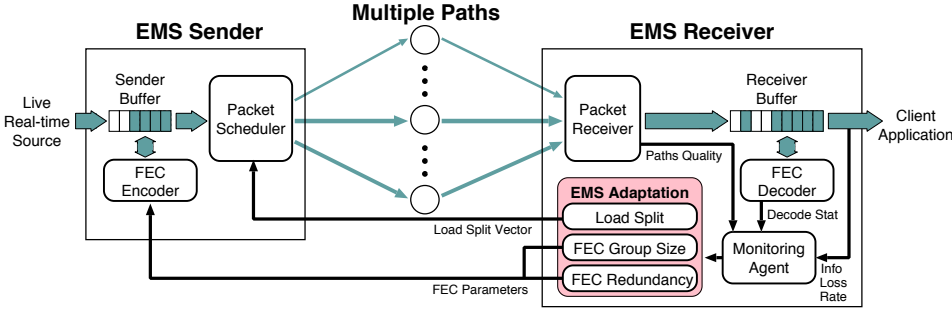 Multiple Paths
EMS Sender
EMS Receiver
Live
Real-time
Source
Sender
Buffer
FEC
Encoder
Packet
Scheduler
Packet
Receiver
Receiver
Buffer
Client
Application
Paths Quality
FEC
Decoder
Decode Stat
EMS Adaptation
Load Split
FEC Group Size
FEC Redundancy
Monitoring
Agent
Info
Loss
Rate
Load Split Vector
FEC Parameters